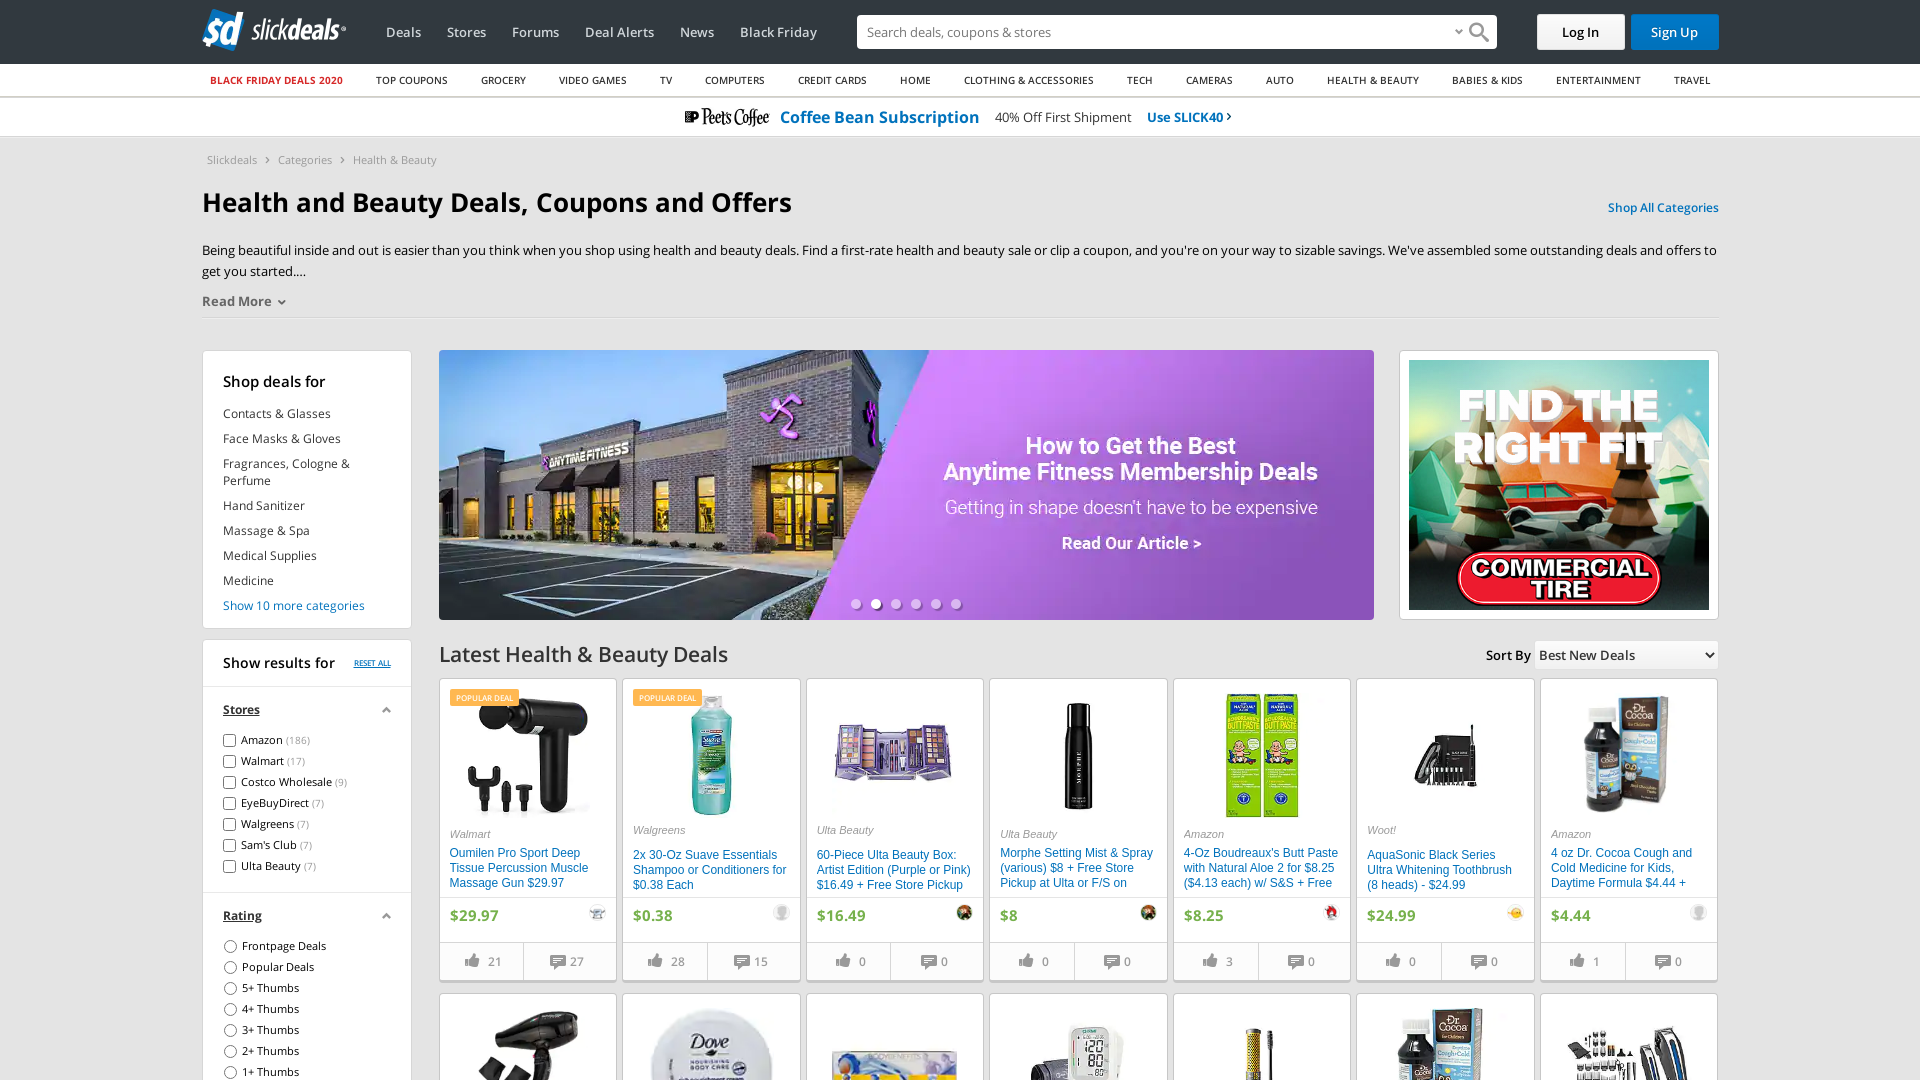 sd slickdeals
Deals
Stores
Forums
Deal Alerts
News
Black Friday
Search deals, coupons & stores
Log In
Sign Up
BLACK FRIDAY DEALS 2020
TOP COUPONS
GROCERY
VIDEO GAMES
TV
COMPUTERS
CREDIT CARDS
HOME
CLOTHING & ACCESSORIES
TECH
CAMERAS
AUTO
HEALTH & BEAUTY
BABIES & KIDS
ENTERTAINMENT
TRAVEL
Peet's Coffee Coffee Bean Subscription 40% Off First Shipment Use SLICK40
Slickdeals > Categories > Health & Beauty
Health and Beauty Deals, Coupons and Offers
Shop All Categories
Being beautiful inside and out is easier than you think when you shop using health and beauty deals. Find a first-rate health and beauty sale or clip a coupon, and you're on your way to sizable savings. We've assembled some outstanding deals and offers to
get you started.…
Read More
Shop deals for
Contacts & Glasses
Face Masks & Gloves
Fragrances, Cologne &
Perfume
Hand Sanitizer
Massage & Spa
Medical Supplies
Medicine
Show 10 more categories
ANYTIME FITNESS
How to Get the Best
Anytime Fitness Membership Deals
Getting in shape doesn't have to be expensive
Read Our Article >
FIND THE
RIGHT FIT
COMMERCIAL
TIRE
Show results for
RESET ALL
Stores
Amazon (186)
Walmart (17)
Costco Wholesale (9)
EyeBuyDirect (7)
Walgreens (7)
Sam's Club (7)
Ulta Beauty (7)
Rating
Frontpage Deals
Popular Deals
5+ Thumbs
4+ Thumbs
3+ Thumbs
2+ Thumbs
1+ Thumbs
Latest Health & Beauty Deals
Sort By
Best New Deals
POPULAR DEAL
Walmart
Oumilen Pro Sport Deep
Tissue Percussion Muscle
Massage Gun $29.97
$29.97
21
27
POPULAR DEAL
Suave
Walgreens
2x 30-Oz Suave Essentials
Shampoo or Conditioners for
$0.38 Each
$0.38
28
15
Ulta Beauty
60-Piece Ulta Beauty Box:
Artist Edition (Purple or Pink)
$16.49 + Free Store Pickup
$16.49
0
0
MORPHE
Ulta Beauty
Morphe Setting Mist & Spray
(various) $8 + Free Store
Pickup at Ulta or F/S on
$8
0
0
Amazon
4-Oz Boudreaux's Butt Paste
with Natural Aloe 2 for $8.25
($4.13 each) w/ S&S + Free
$8.25
3
0
Woot!
AquaSonic Black Series
Ultra Whitening Toothbrush
(8 heads) - $24.99
$24.99
0
0
Dr.
Cocoa
Amazon
4 oz Dr. Cocoa Cough and
Cold Medicine for Kids,
Daytime Formula $4.44 +
$4.44
1
0
Dove
NOURISHING
BODY CARE
120
80
Dr.
Cocoa